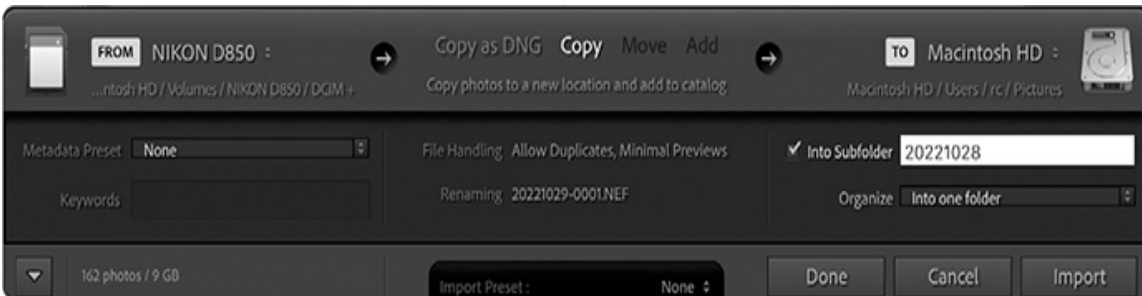 FROM NIKON D850
...ntosh HD / Volumes / NIKON D850 / DCIM +
Copy as DNG Copy Move Add
Copy photos to a new location and add to catalog
TO Macintosh HD
Macintosh HD / Users / rc / Pictures
Metadata Preset None
Keywords
File Handling Allow Duplicates, Minimal Previews
Renaming 20221029-0001.NEF
Into Subfolder 20221028
Organize Into one folder
162 photos / 9 GB
Import Preset : None
Done Cancel Import